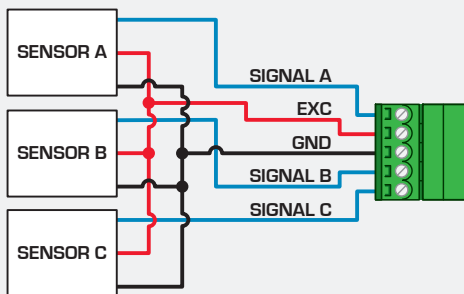 SENSOR A
SIGNAL A
EXC
GND
SENSOR B
SIGNAL B
SIGNAL C
SENSOR C